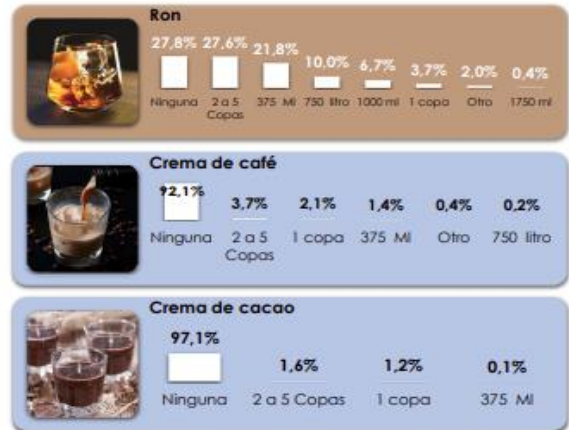 Ron
27,8% 27,6% 21,8% 10,0% 6,7% 3,7% 2,0% 0,4%
Ninguna 2 a 5 Copas 375 Ml 750 litro 1000 ml 1 copa Otro 1750 ml
Crema de café
92,1% 3,7% 2,1% 1,4% 0,4% 0,2%
Ninguna 2 a 5 Copas 1 copa 375 Ml Otro 750 litro
Crema de cacao
97,1% 1,6% 1,2% 0,1%
Ninguna 2 a 5 Copas 1 copa 375 Ml